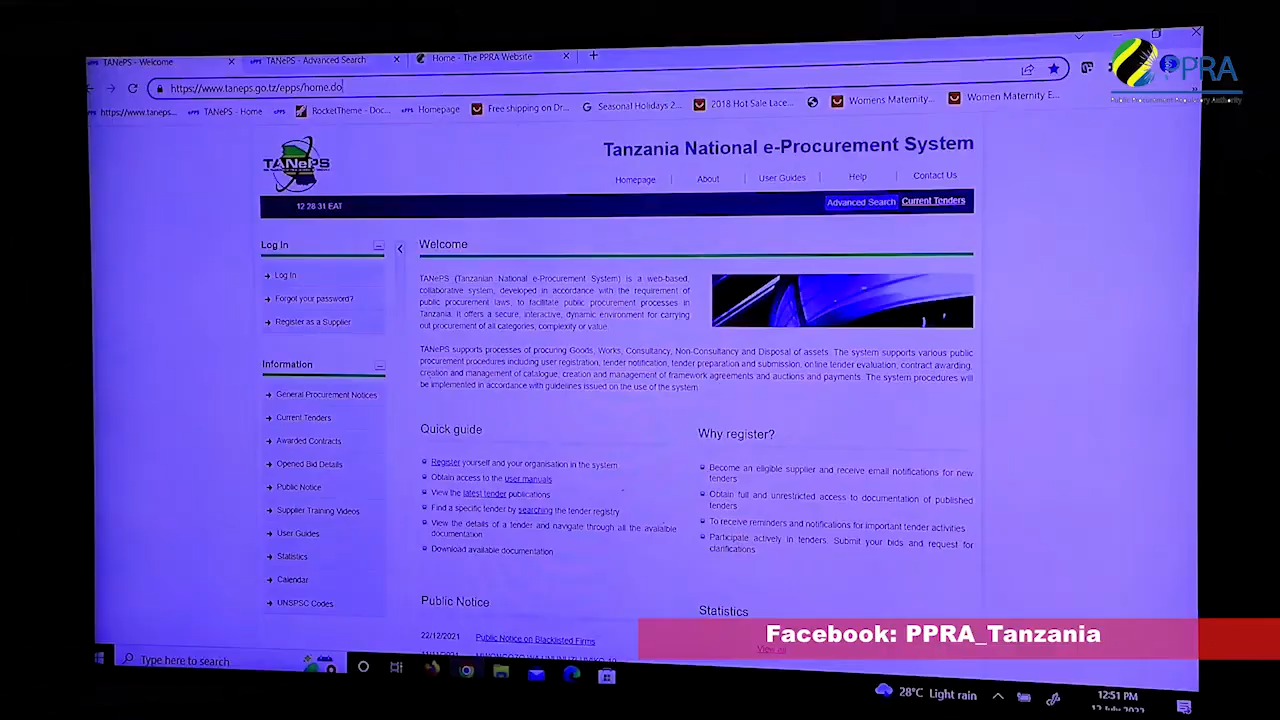 TANePS - Welcome
TANePS - Advanced Search
Home - The PPRA Website
https://www.taneps.go.tz/epps/home.do
PPRA
Public Procurement Regulatory Authority
https://www.taneps...
TANePS - Home
RocketTheme - Doc...
Homepage
Free shipping on Dr...
Seasonal Holidays 2...
2018 Hot Sale Lace...
Womens Maternity...
Women Maternity E...
TANePS
Tanzania National e-Procurement System
Homepage | About | User Guides | Help | Contact Us
12 28 31 EAT
Advanced Search Current Tenders
Log In
Log In
Forgot your password?
Register as a Supplier
Information
General Procurement Notices
Current Tenders
Awarded Contracts
Opened Bid Details
Public Notice
Supplier Training Videos
User Guides
Statistics
Calendar
UNSPSC Codes
Welcome
TANePS (Tanzanian National e-Procurement System) is a web-based,
collaborative system, developed in accordance with the requirement of
public procurement laws, to facilitate public procurement processes in
Tanzania. It offers a secure, interactive, dynamic environment for carrying
out procurement of all categories, complexity or value.
TANePS supports processes of procuring Goods, Works, Consultancy, Non-Consultancy and Disposal of assets. The system supports various public
procurement procedures including user registration, tender notification, tender preparation and submission, online tender evaluation, contract awarding,
creation and management of catalogue, creation and management of framework agreements and auctions and payments. The system procedures will
be implemented in accordance with guidelines issued on the use of the system.
Quick guide
Register yourself and your organisation in the system
Obtain access to the user manuals
View the latest tender publications
Find a specific tender by searching the tender registry
View the details of a tender and navigate through all the avalaible
documentation
Download available documentation
Why register?
Become an eligible supplier and receive email notifications for new
tenders
Obtain full and unrestricted access to documentation of published
tenders
To receive reminders and notifications for important tender activities
Participate actively in tenders. Submit your bids and request for
clarifications
Public Notice
22/12/2021 Public Notice on Blacklisted Firms
Statistics
View all
Facebook: PPRA_Tanzania
Type here to search
28°C Light rain
12:51 PM
12 July 2022